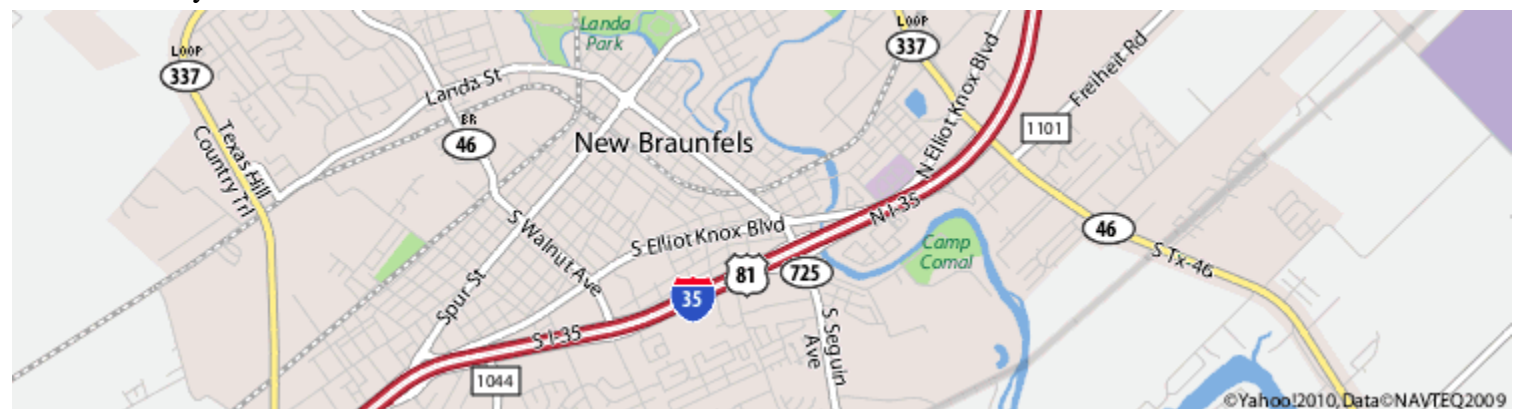 Landa
Park
LOOP
337
LOOP
337
N Elliot Knox Blvd
Freiheit Rd
Landa St
BR
46
New Braunfels
1101
Texas Hill
Country Trl
S Walnut Ave
S Elliot Knox Blvd
N I-35
Camp
Comal
46
S Tx-46
Spur St
35
81
725
S I-35
S Seguin
Ave
1044
©Yahoo!2010,Data©NAVTEQ2009